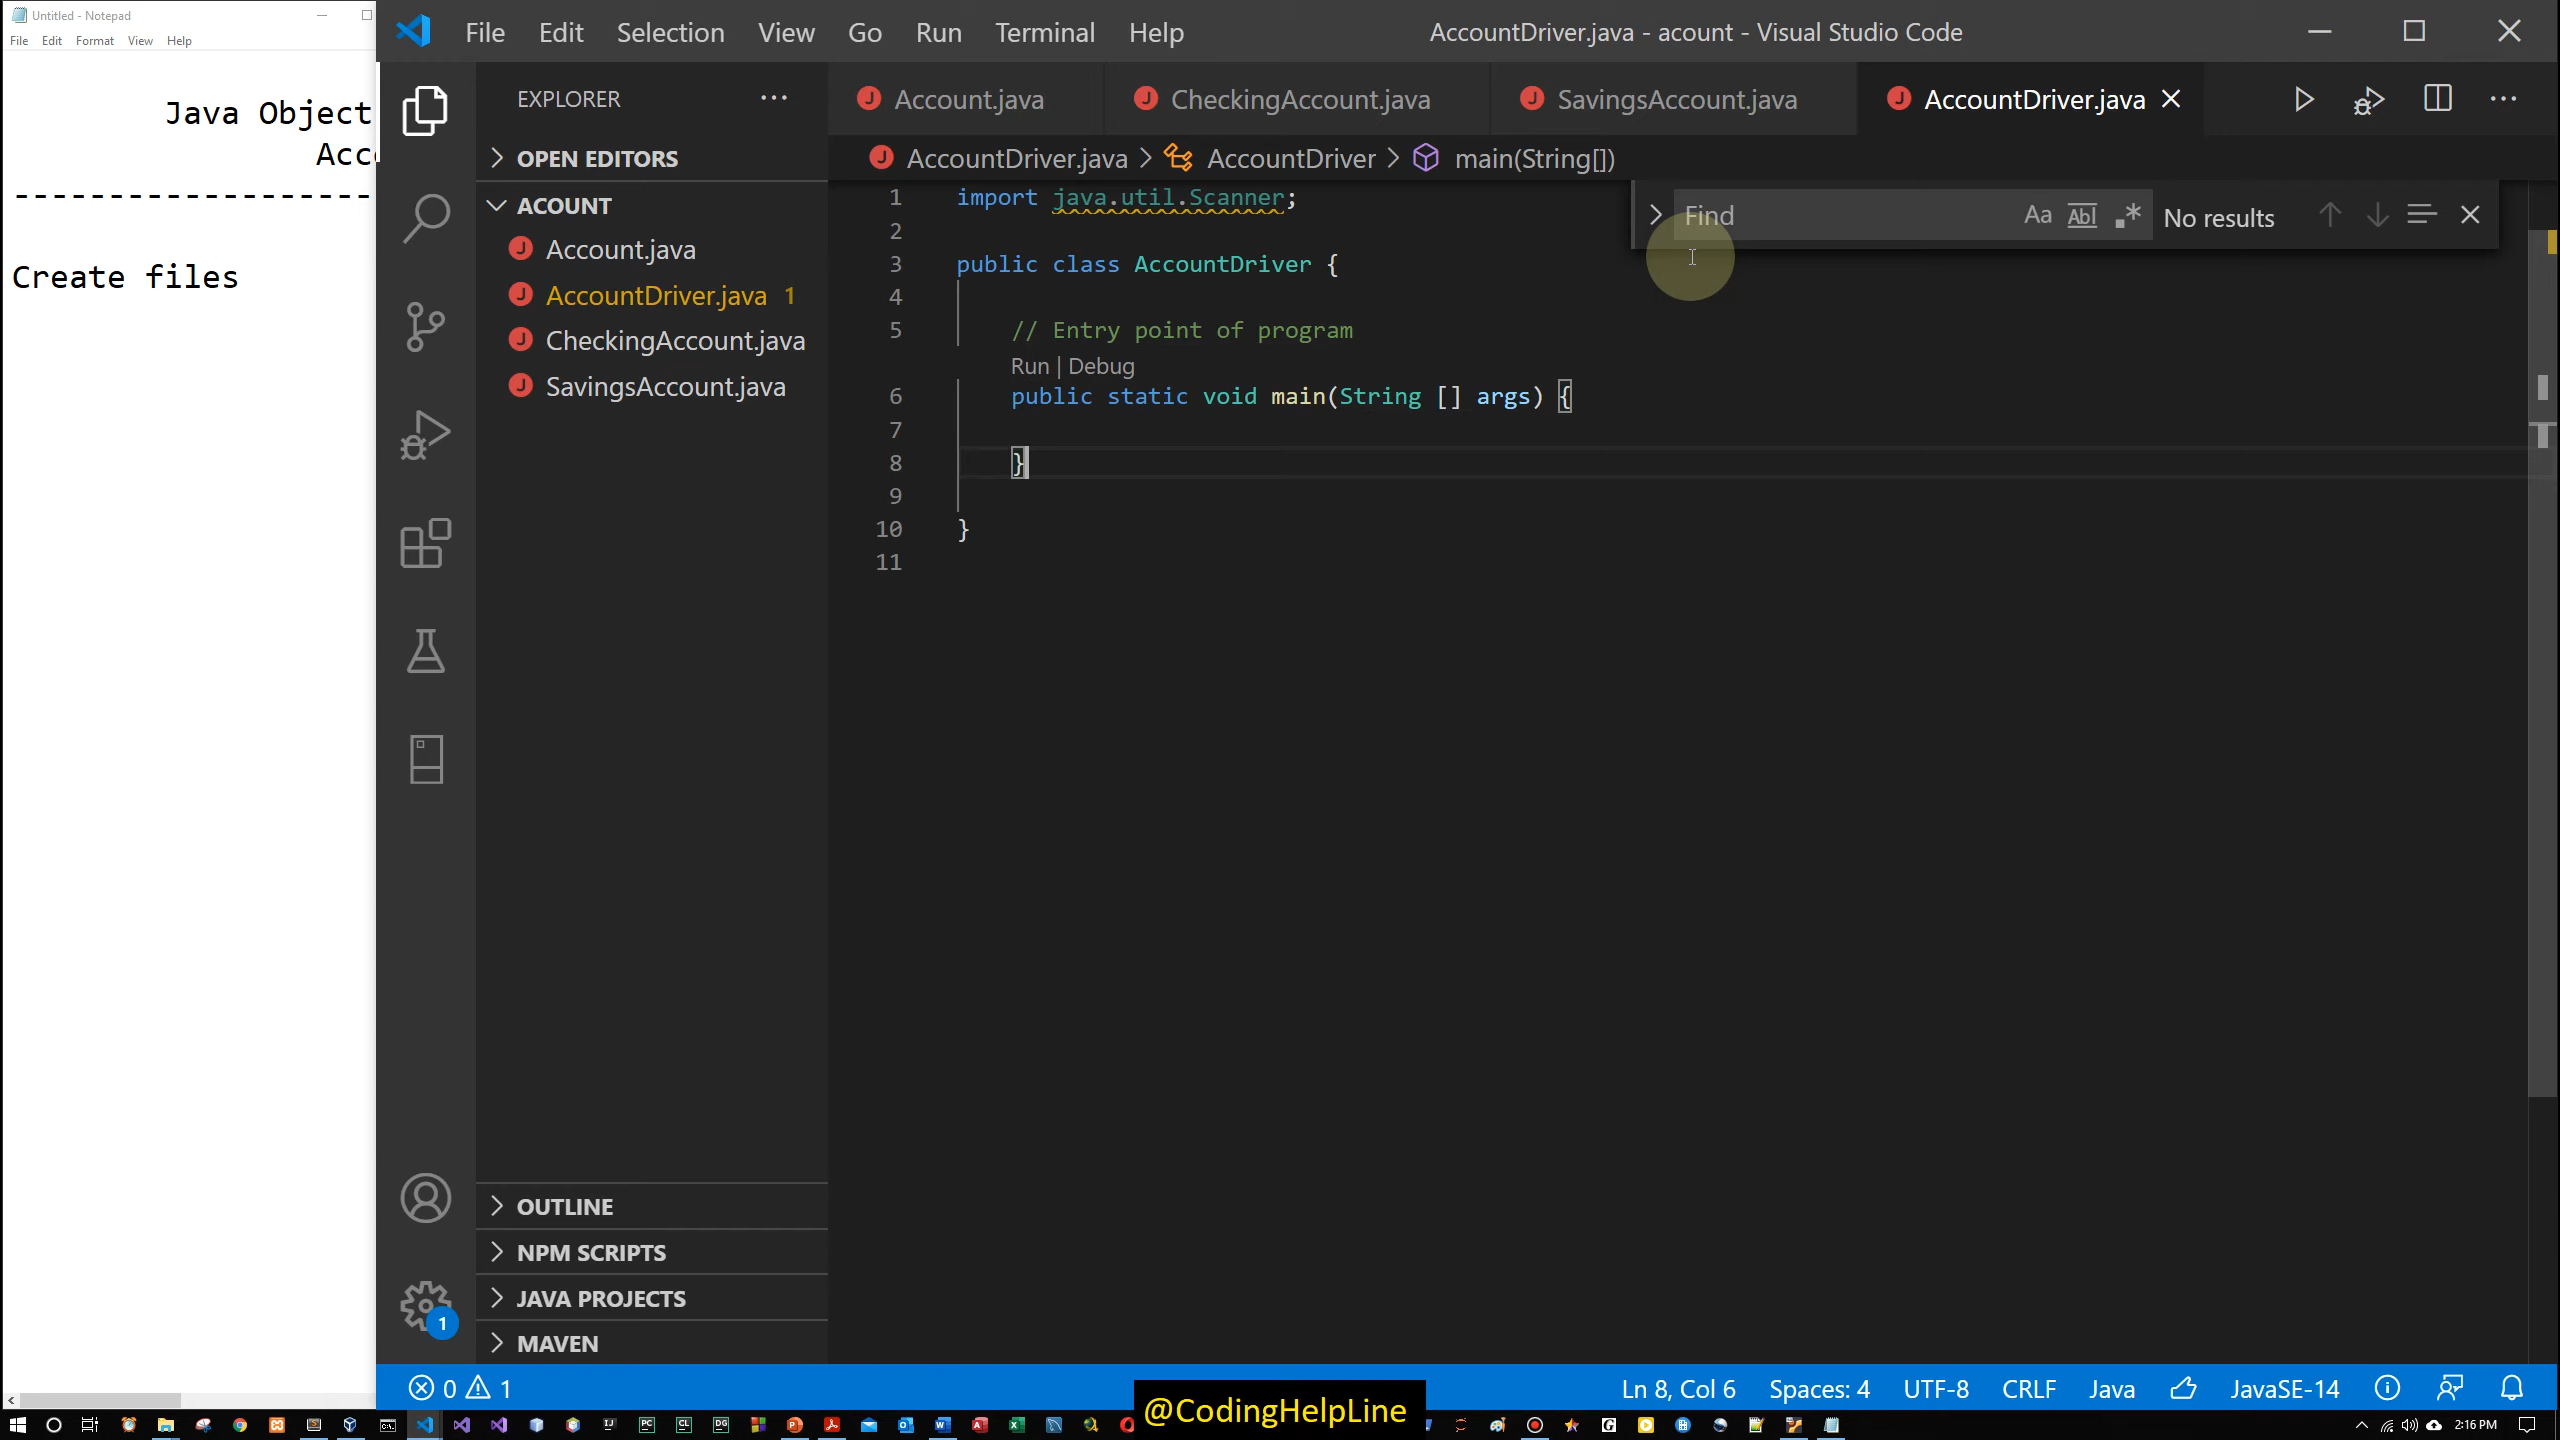 Untitled - Notepad
File Edit Format View Help
Java Object
Acc
--------------------
Create files
File Edit Selection View Go Run Terminal Help
AccountDriver.java - acount - Visual Studio Code
EXPLORER
OPEN EDITORS
ACOUNT
Account.java
AccountDriver.java 1
CheckingAccount.java
SavingsAccount.java
OUTLINE
NPM SCRIPTS
JAVA PROJECTS
MAVEN
1
Account.java CheckingAccount.java SavingsAccount.java AccountDriver.java
AccountDriver.java > AccountDriver > main(String[])
Find Aa Abl .* No results
1 import java.util.Scanner;
2
3 public class AccountDriver {
4
5 // Entry point of program
Run | Debug
6 public static void main(String [] args) {
7
8 }
9
10 }
11
0 1 Ln 8, Col 6 Spaces: 4 UTF-8 CRLF Java JavaSE-14
@CodingHelpLine
2:16 PM